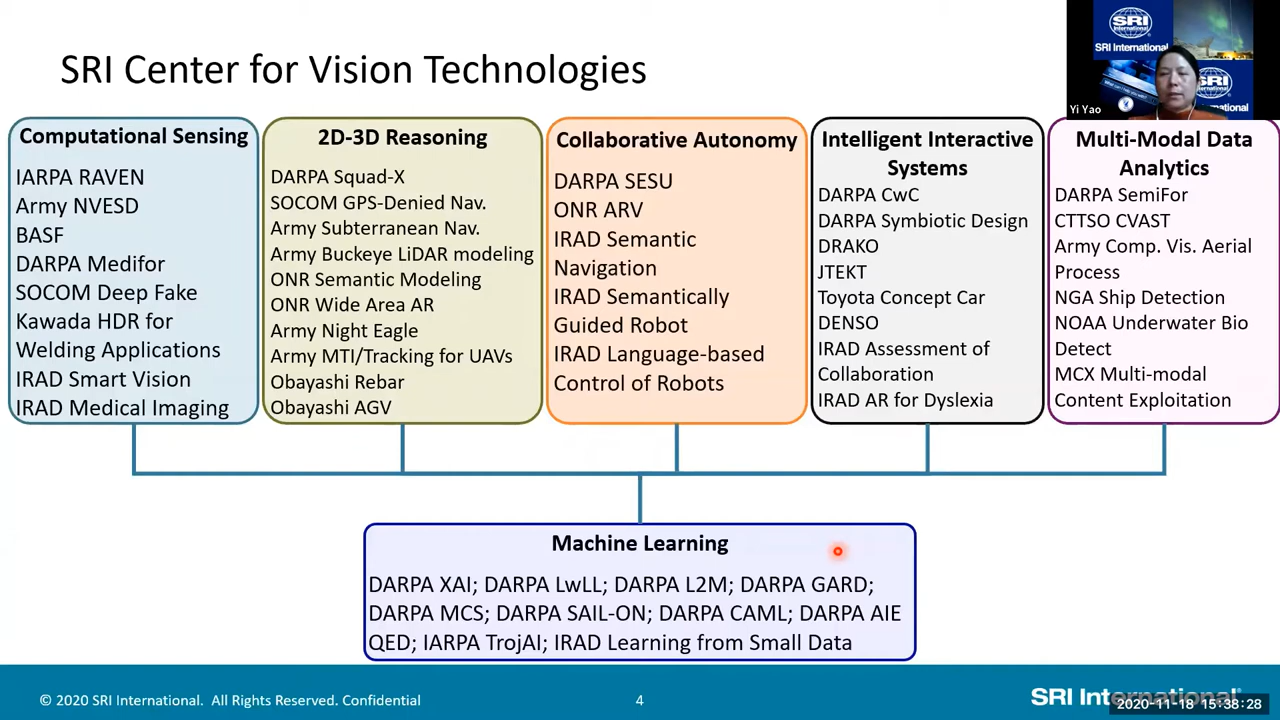 SRI Center for Vision Technologies
SRI International
SRI
International
Yi Yao
Computational Sensing
IARPA RAVEN
Army NVESD
BASF
DARPA Medifor
SOCOM Deep Fake
Kawada HDR for
Welding Applications
IRAD Smart Vision
IRAD Medical Imaging
2D-3D Reasoning
DARPA Squad-X
SOCOM GPS-Denied Nav.
Army Subterranean Nav.
Army Buckeye LiDAR modeling
ONR Semantic Modeling
ONR Wide Area AR
Army Night Eagle
Army MTI/Tracking for UAVs
Obayashi Rebar
Obayashi AGV
Collaborative Autonomy
DARPA SESU
ONR ARV
IRAD Semantic
Navigation
IRAD Semantically
Guided Robot
IRAD Language-based
Control of Robots
Intelligent Interactive
Systems
DARPA CwC
DARPA Symbiotic Design
DRAKO
JTEKT
Toyota Concept Car
DENSO
IRAD Assessment of
Collaboration
IRAD AR for Dyslexia
Multi-Modal Data
Analytics
DARPA SemiFor
CTTSO CVAST
Army Comp. Vis. Aerial
Process
NGA Ship Detection
NOAA Underwater Bio
Detect
MCX Multi-modal
Content Exploitation
Machine Learning
DARPA XAI; DARPA LwLL; DARPA L2M; DARPA GARD;
DARPA MCS; DARPA SAIL-ON; DARPA CAML; DARPA AIE
QED; IARPA TrojAI; IRAD Learning from Small Data
© 2020 SRI International. All Rights Reserved. Confidential
4
SRI International
2020-11-18 15:38:28